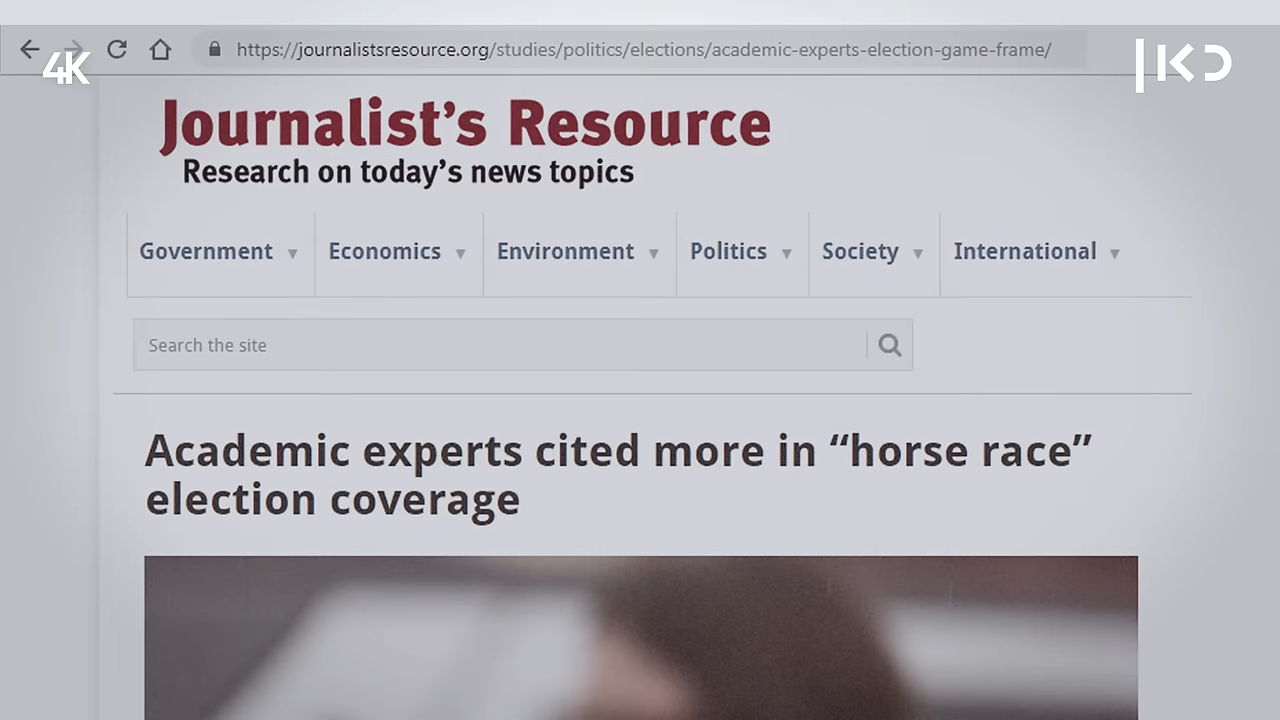 https://journalistsresource.org/studies/politics/elections/academic-experts-election-game-frame/
4K
Journalist's Resource
Research on today's news topics
Government ▼ Economics ▼ Environment ▼ Politics ▼ Society ▼ International ▼
Search the site
Academic experts cited more in “horse race”
election coverage